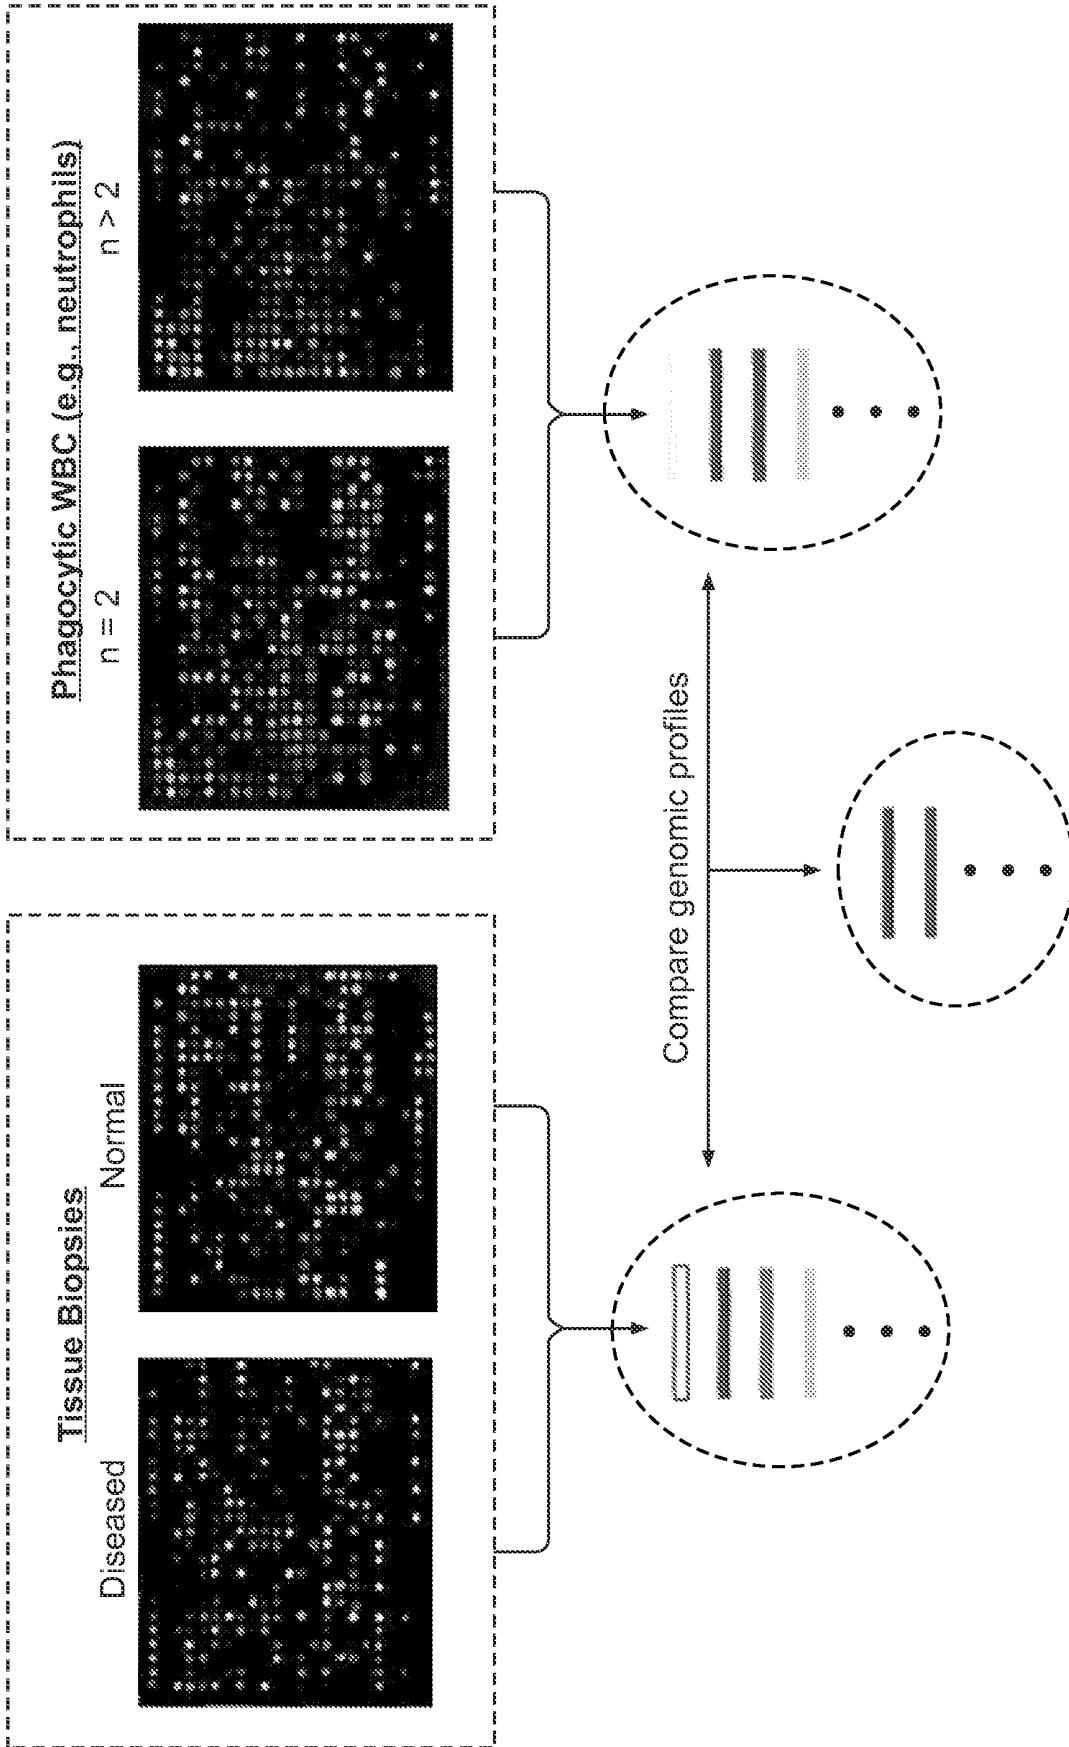 Tissue Biopsies
Diseased
Normal
Phagocytic WBC (e.g., neutrophils)
n = 2
n > 2
Compare genomic profiles